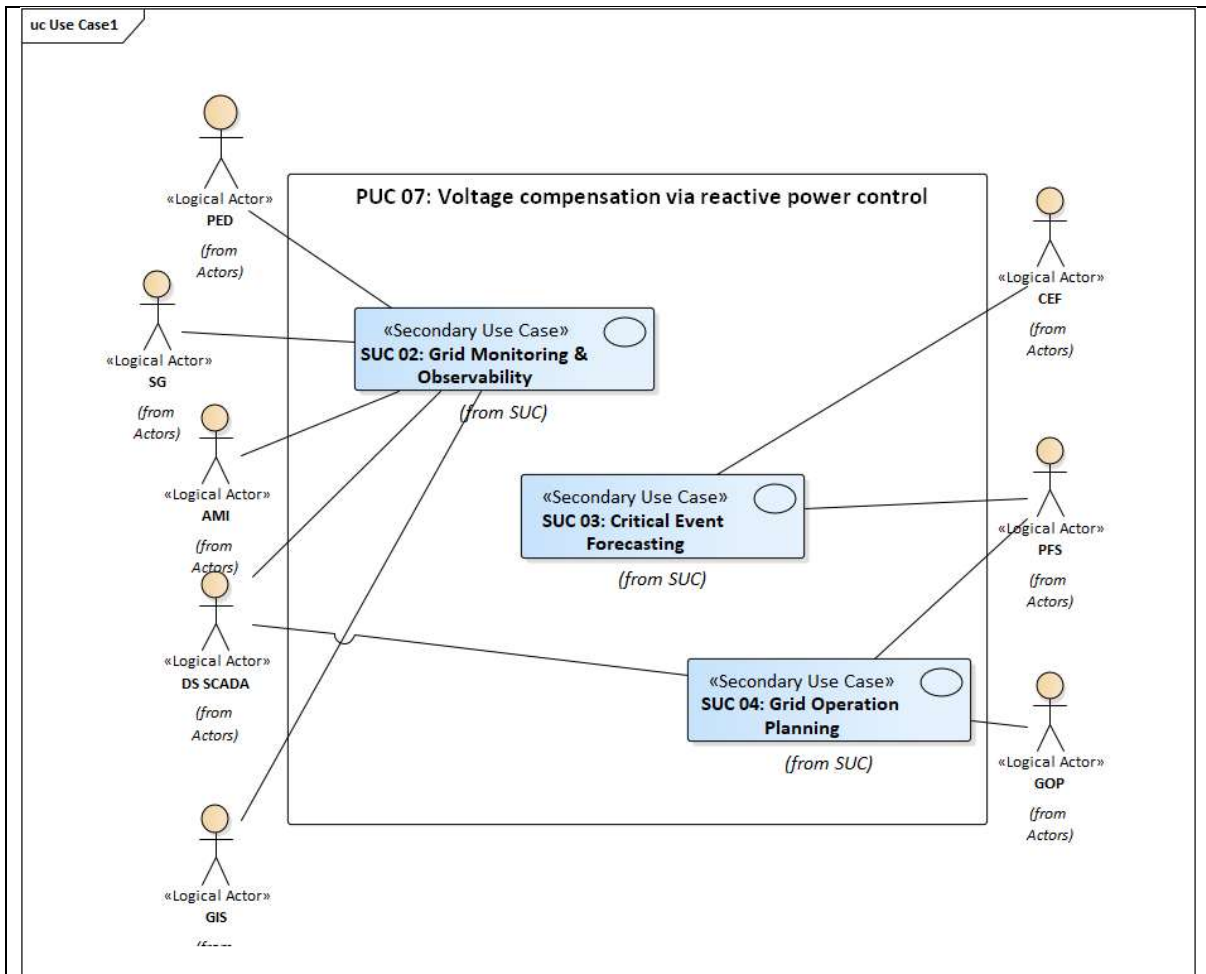 uc Use Case1
PUC 07: Voltage compensation via reactive power control
«Logical Actor»
PED
(from
Actors)
«Logical Actor»
SG
(from
Actors)
«Logical Actor»
AMI
(from
Actors)
«Logical Actor»
DS SCADA
(from
Actors)
«Logical Actor»
GIS
«Secondary Use Case»
SUC 02: Grid Monitoring &
Observability
(from SUC)
«Secondary Use Case»
SUC 03: Critical Event
Forecasting
(from SUC)
«Secondary Use Case»
SUC 04: Grid Operation
Planning
(from SUC)
«Logical Actor»
CEF
(from
Actors)
«Logical Actor»
PFS
(from
Actors)
«Logical Actor»
GOP
(from
Actors)